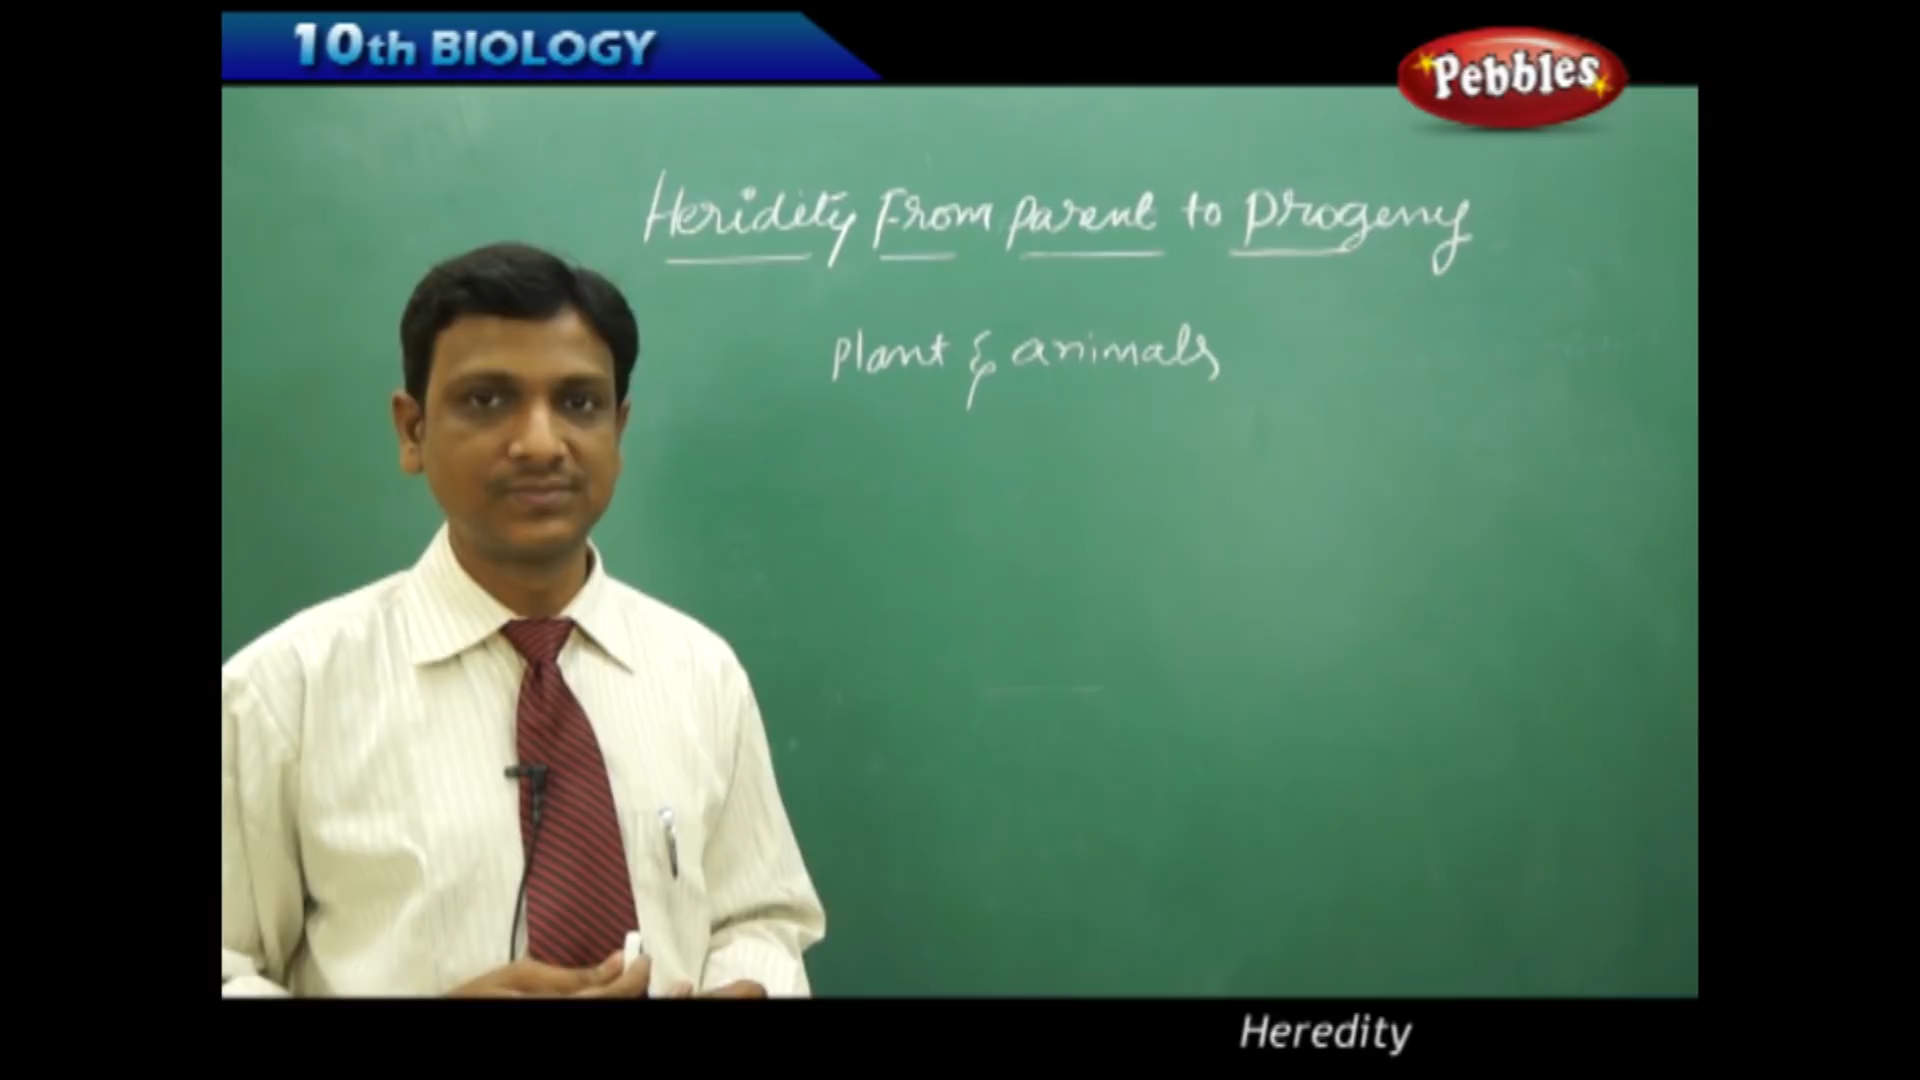 10th BIOLOGY
Pebbles
Heridity From parent to progeny
plant & animals
Heredity